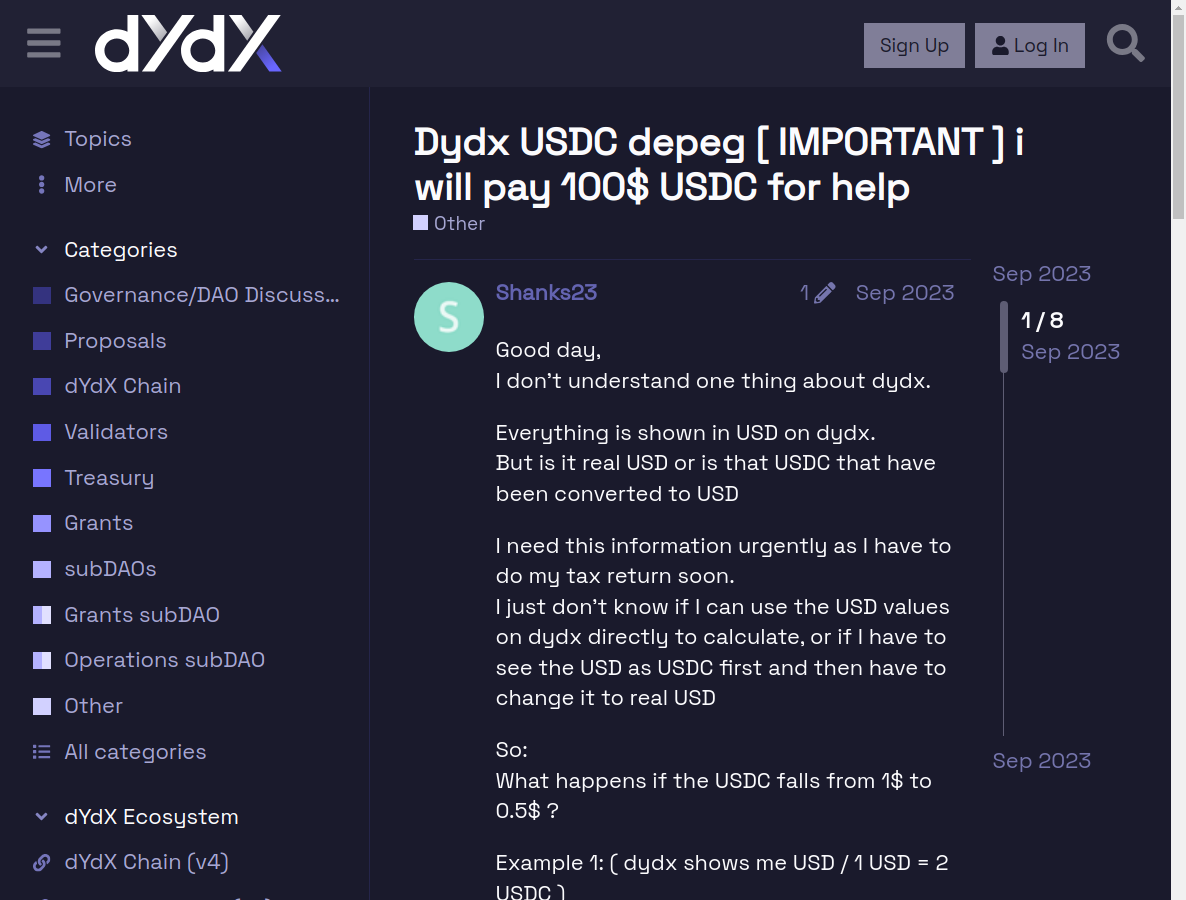 dYdX
Sign Up
Log In
Topics
More
Categories
Governance/DAO Discuss...
Proposals
dYdX Chain
Validators
Treasury
Grants
subDAOs
Grants subDAO
Operations subDAO
Other
All categories
dYdX Ecosystem
dYdX Chain (v4)
Dydx USDC depeg [ IMPORTANT ] i
will pay 100$ USDC for help
Other
S
Shanks23
1
Sep 2023
Good day,
I don't understand one thing about dydx.
Everything is shown in USD on dydx.
But is it real USD or is that USDC that have
been converted to USD
I need this information urgently as I have to
do my tax return soon.
I just don't know if I can use the USD values
on dydx directly to calculate, or if I have to
see the USD as USDC first and then have to
change it to real USD
So:
What happens if the USDC falls from 1$ to
0.5$ ?
Example 1: ( dydx shows me USD / 1 USD = 2
USDC )
Sep 2023
1 / 8
Sep 2023
Sep 2023